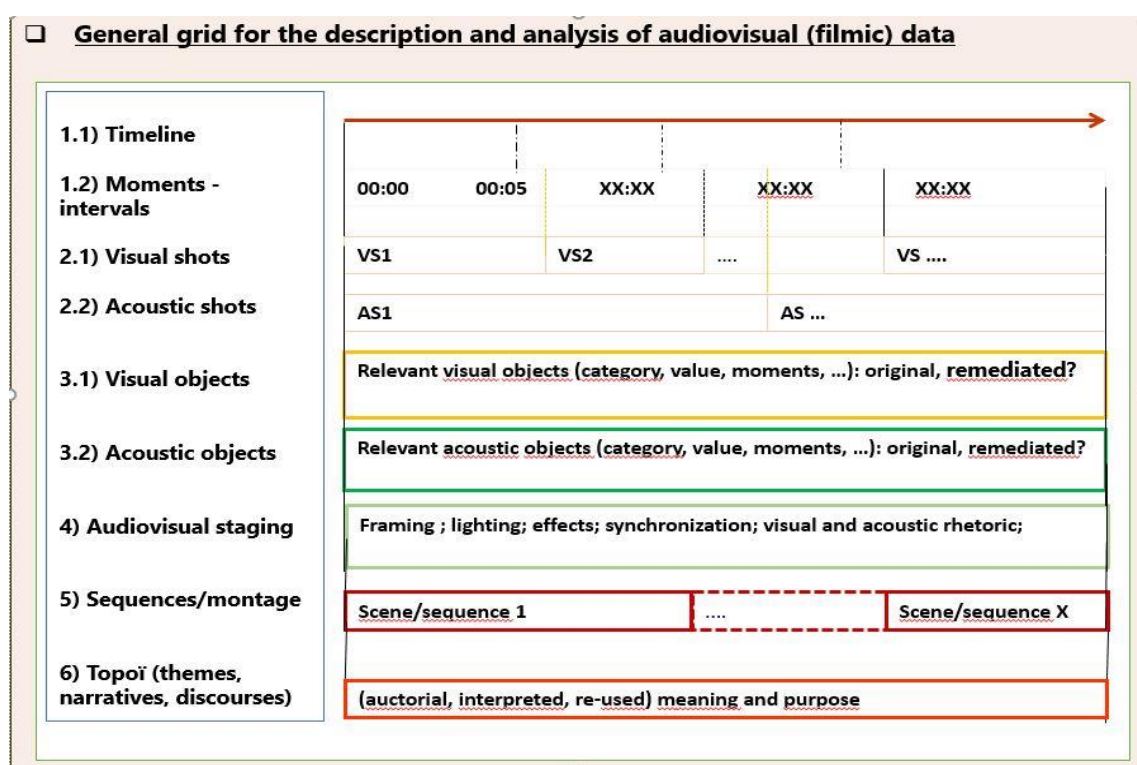 ❑ General grid for the description and analysis of audiovisual (filmic) data
1.1) Timeline
1.2) Moments -
intervals
00:00 00:05 XX:XX XX:XX XX:XX
2.1) Visual shots
VS1 VS2 .... VS ....
2.2) Acoustic shots
AS1 AS ...
3.1) Visual objects
Relevant visual objects (category, value, moments, ...): original, remediated?
3.2) Acoustic objects
Relevant acoustic objects (category, value, moments, ...): original, remediated?
4) Audiovisual staging
Framing ; lighting; effects; synchronization; visual and acoustic rhetoric;
5) Sequences/montage
Scene/sequence 1 .... Scene/sequence X
6) Topoï (themes,
narratives, discourses)
(auctorial, interpreted, re-used) meaning and purpose